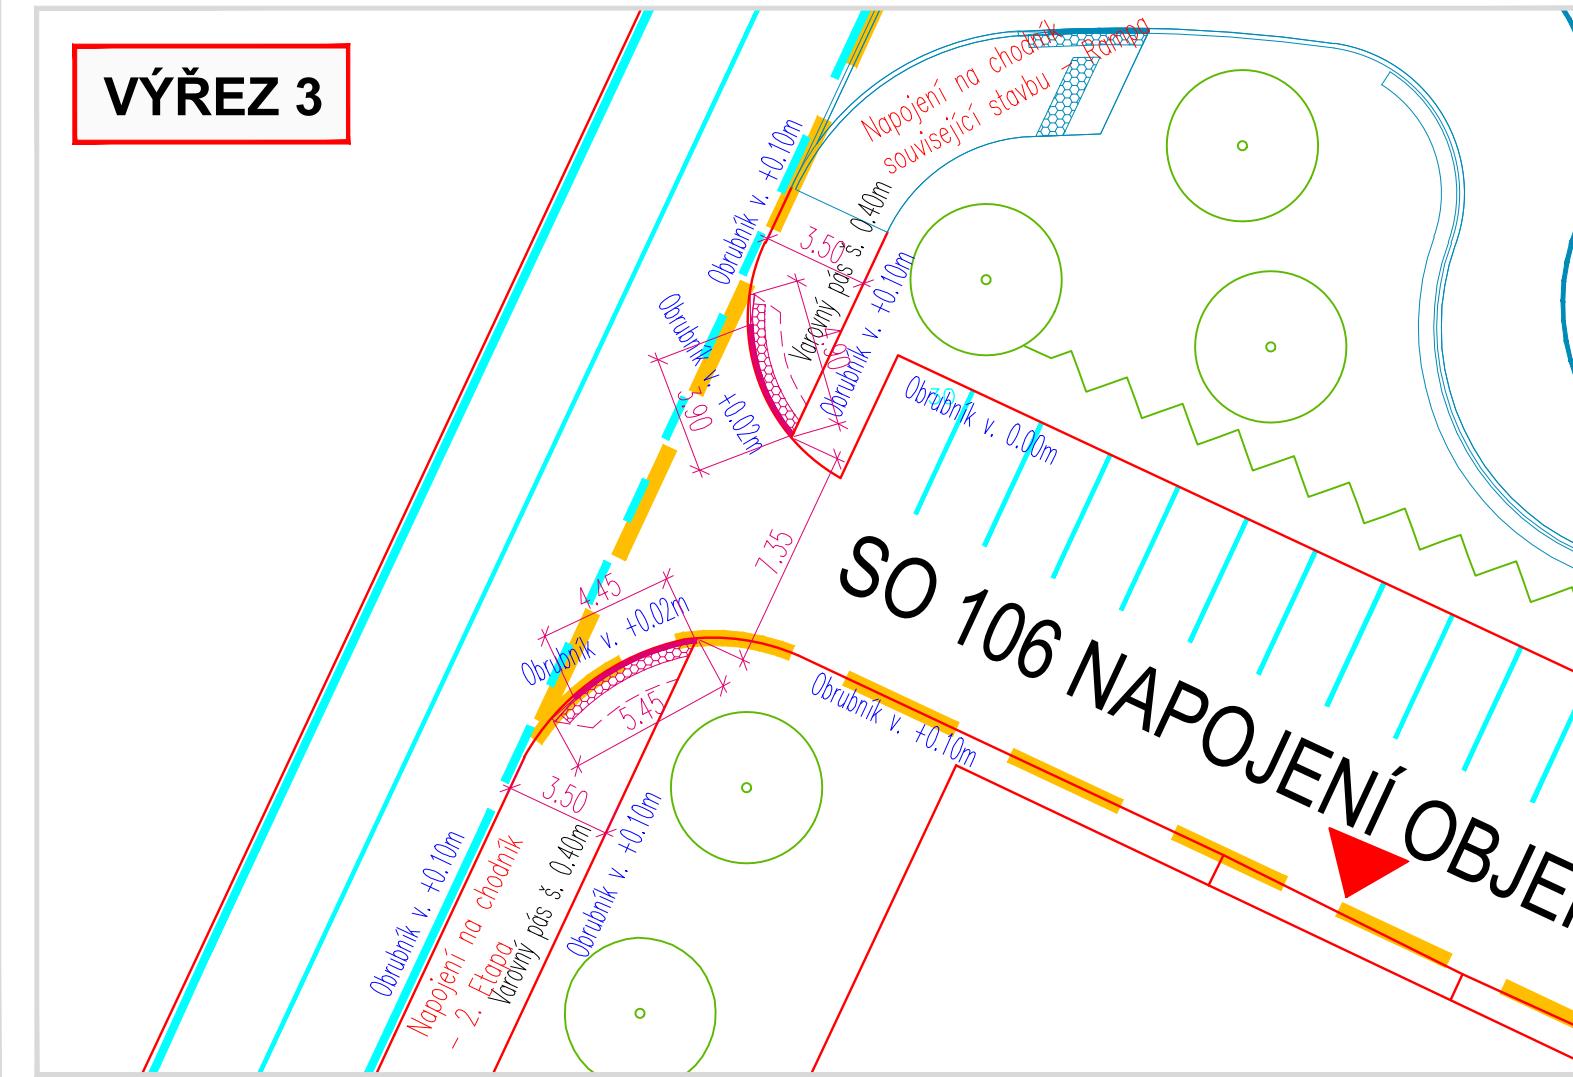 VÝŘEZ 3
Napojení na chodník
související stavbu - Rampa
Obrubník v. +0.10m
3.50
Varovný pás š. 0.40m
Obrubník v. +0.10m
Obrubník v. +0.02m
Obrubník v. 0.00m
7.35
SO 106 NAPOJENÍ OBJE
4.45
Obrubník v. +0.02m
5.45
Obrubník v. +0.10m
3.50
Obrubník v. +0.10m
Varovný pás š. 0.40m
Obrubník v. +0.10m
Napojení na chodník
- 2. Etapa